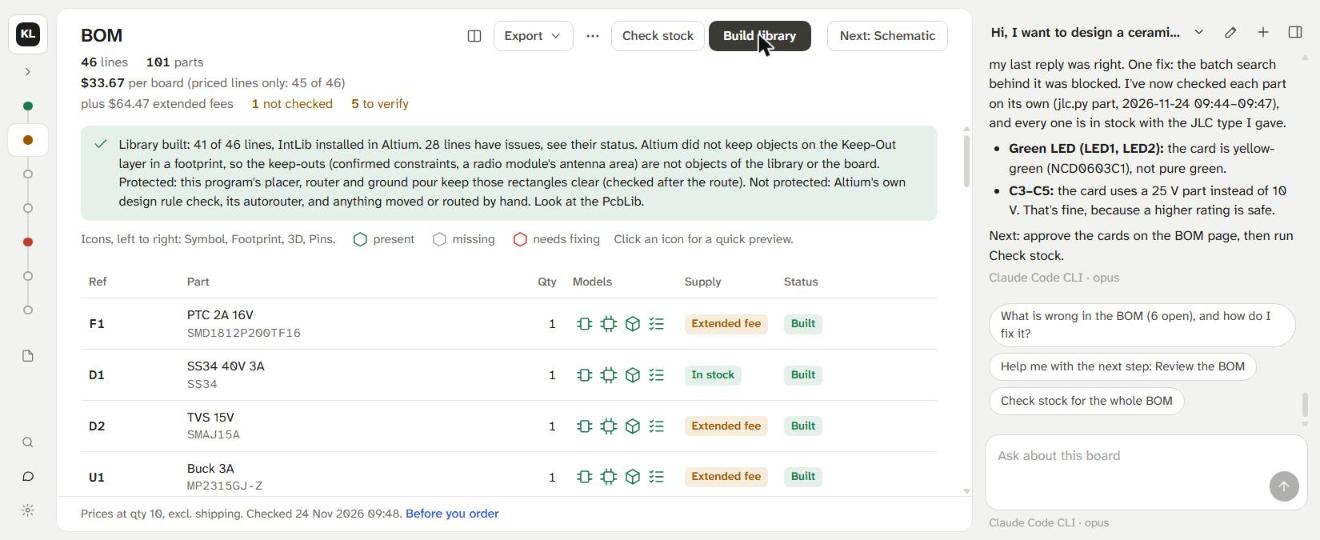 KL
BOM
Export
Check stock
Build library
Next: Schematic
46 lines 101 parts
$33.67 per board (priced lines only: 45 of 46)
plus $64.47 extended fees 1 not checked 5 to verify
Library built: 41 of 46 lines, IntLib installed in Altium. 28 lines have issues, see their status. Altium did not keep objects on the Keep-Out
layer in a footprint, so the keep-outs (confirmed constraints, a radio module's antenna area) are not objects of the library or the board.
Protected: this program's placer, router and ground pour keep those rectangles clear (checked after the route). Not protected: Altium's own
design rule check, its autorouter, and anything moved or routed by hand. Look at the PcbLib.
Icons, left to right: Symbol, Footprint, 3D, Pins. present missing needs fixing Click an icon for a quick preview.
Ref Part Qty Models Supply Status
F1 PTC 2A 16V 1 Extended fee Built
SMD1812P200TF16
D1 SS34 40V 3A 1 In stock Built
SS34
D2 TVS 15V 1 Extended fee Built
SMAJ15A
U1 Buck 3A 1 Extended fee Built
MP2315GJ-Z
Prices at qty 10, excl. shipping. Checked 24 Nov 2026 09:48. Before you order
Hi, I want to design a cerami...
my last reply was right. One fix: the batch search
behind it was blocked. I've now checked each part
on its own (jlc.py part, 2026-11-24 09:44–09:47),
and every one is in stock with the JLC type I gave.
• Green LED (LED1, LED2): the card is yellow-
green (NCD0603C1), not pure green.
• C3–C5: the card uses a 25 V part instead of 10
V. That's fine, because a higher rating is safe.
Next: approve the cards on the BOM page, then run
Check stock.
Claude Code CLI · opus
What is wrong in the BOM (6 open), and how do I
fix it?
Help me with the next step: Review the BOM
Check stock for the whole BOM
Ask about this board
Claude Code CLI · opus